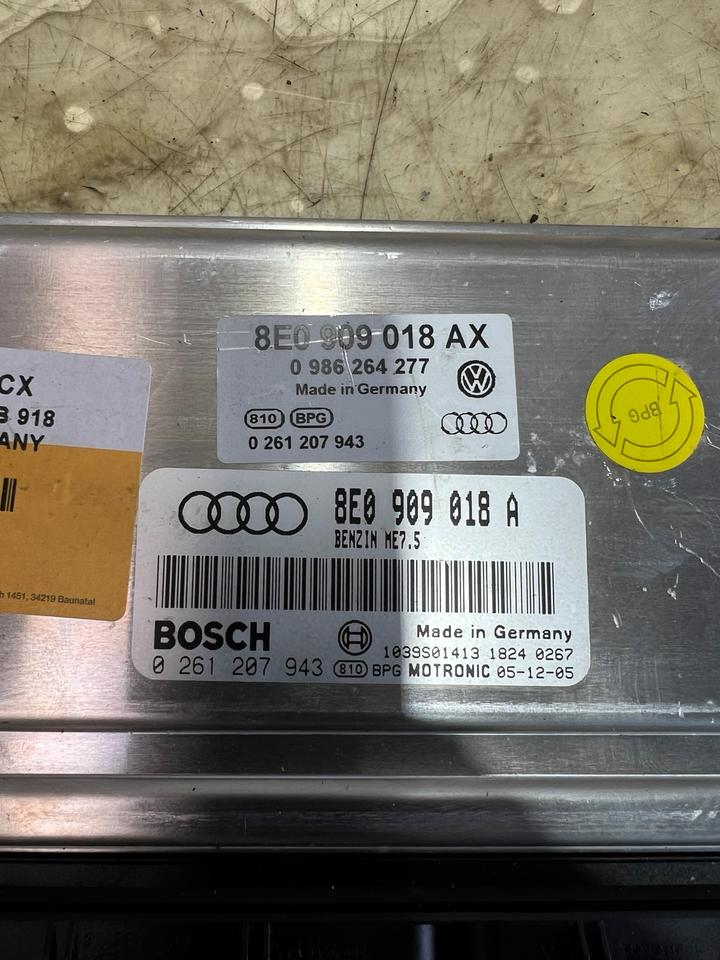 8E0 909 018 AX
0 986 264 277
Made in Germany
810 BPG
0 261 207 943
CX
B 918
ANY
h 1451, 34219 Baunatal
BPG
8E0 909 018 A
BENZIN ME7.5
BOSCH
Made in Germany
1039S01413 1824 0267
0 261 207 943 810 BPG MOTRONIC 05-12-05